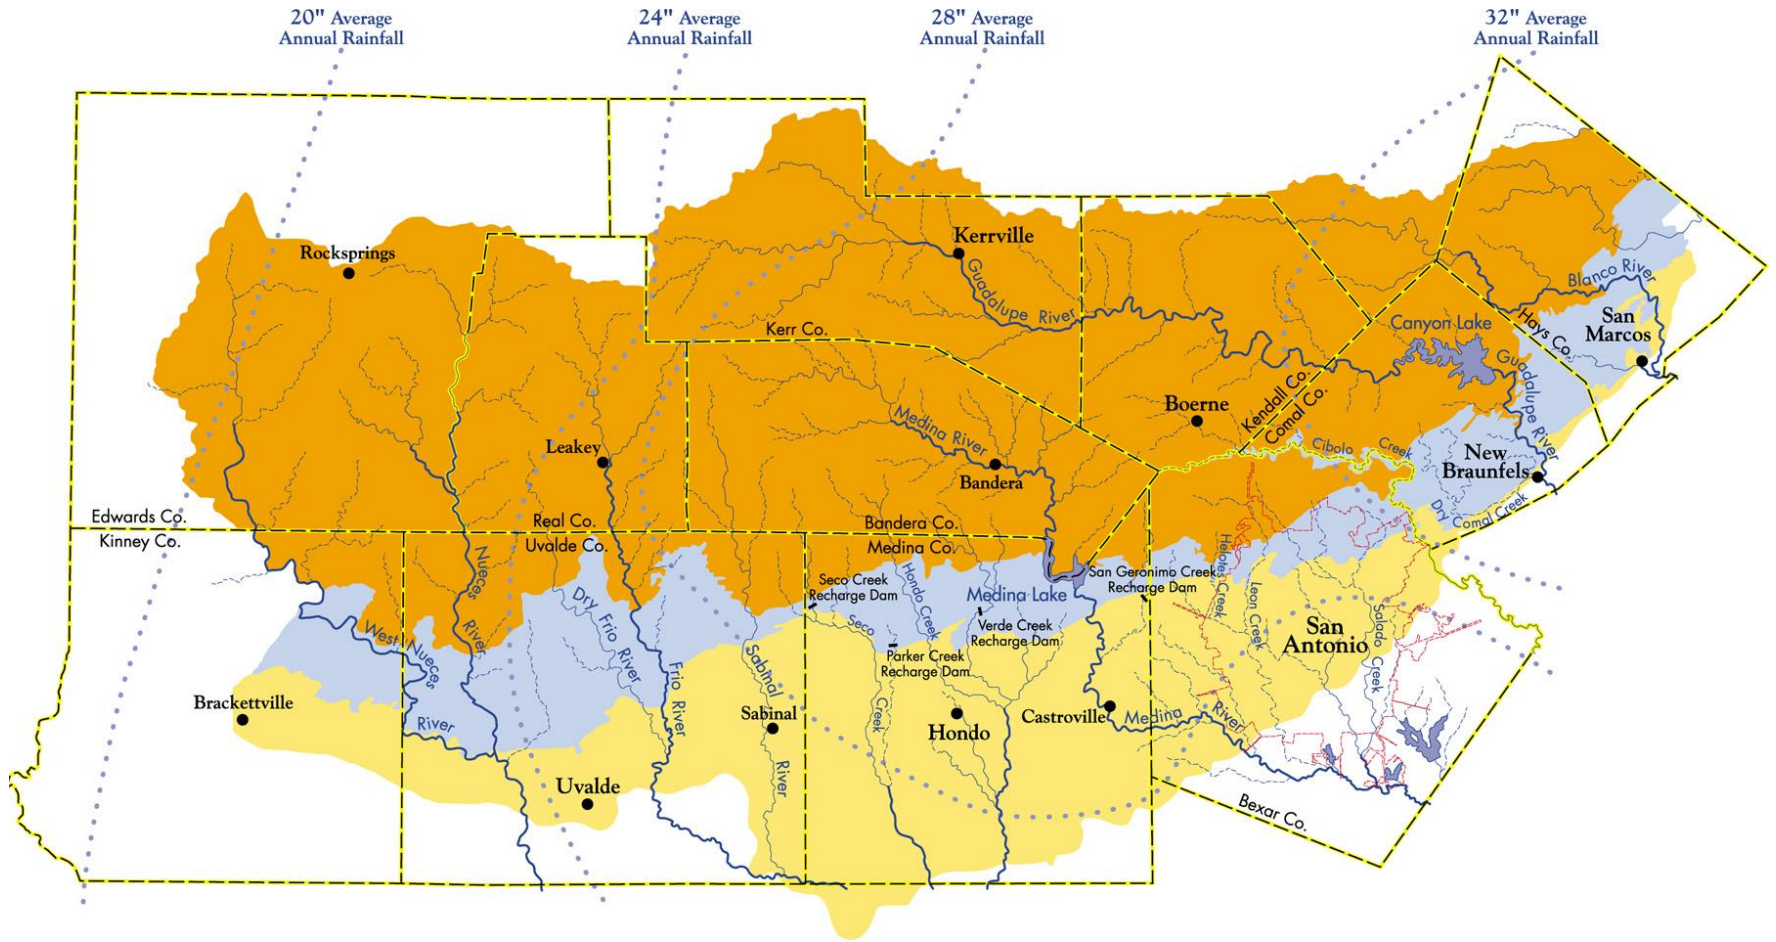 20" Average
Annual Rainfall
24" Average
Annual Rainfall
28" Average
Annual Rainfall
32" Average
Annual Rainfall
Rocksprings
Kerrville
Guadalupe River
Blanco River
San
Marcos
Hays Co.
Canyon Lake
Kerr Co.
Guadalupe River
Kendall Co.
Comal Co.
Boerne
Medina River
Leakey
Bandera
Cibolo Creek
New
Braunfels
Dry Comal Creek
Edwards Co.
Kinney Co.
Real Co.
Uvalde Co.
Bandera Co.
Medina Co.
Nueces River
Dry Frio River
Seco Creek
Recharge Dam
Hondo Creek
Medina Lake
San Geronimo Creek
Recharge Dam
Helotes Creek
Leon Creek
Salado Creek
San
Antonio
Verde Creek
Recharge Dam
Parker Creek
Recharge Dam
Seco Creek
West Nueces River
Frio River
Sabinal River
Brackettville
Sabinal
Hondo
Castroville
Medina River
Uvalde
Bexar Co.